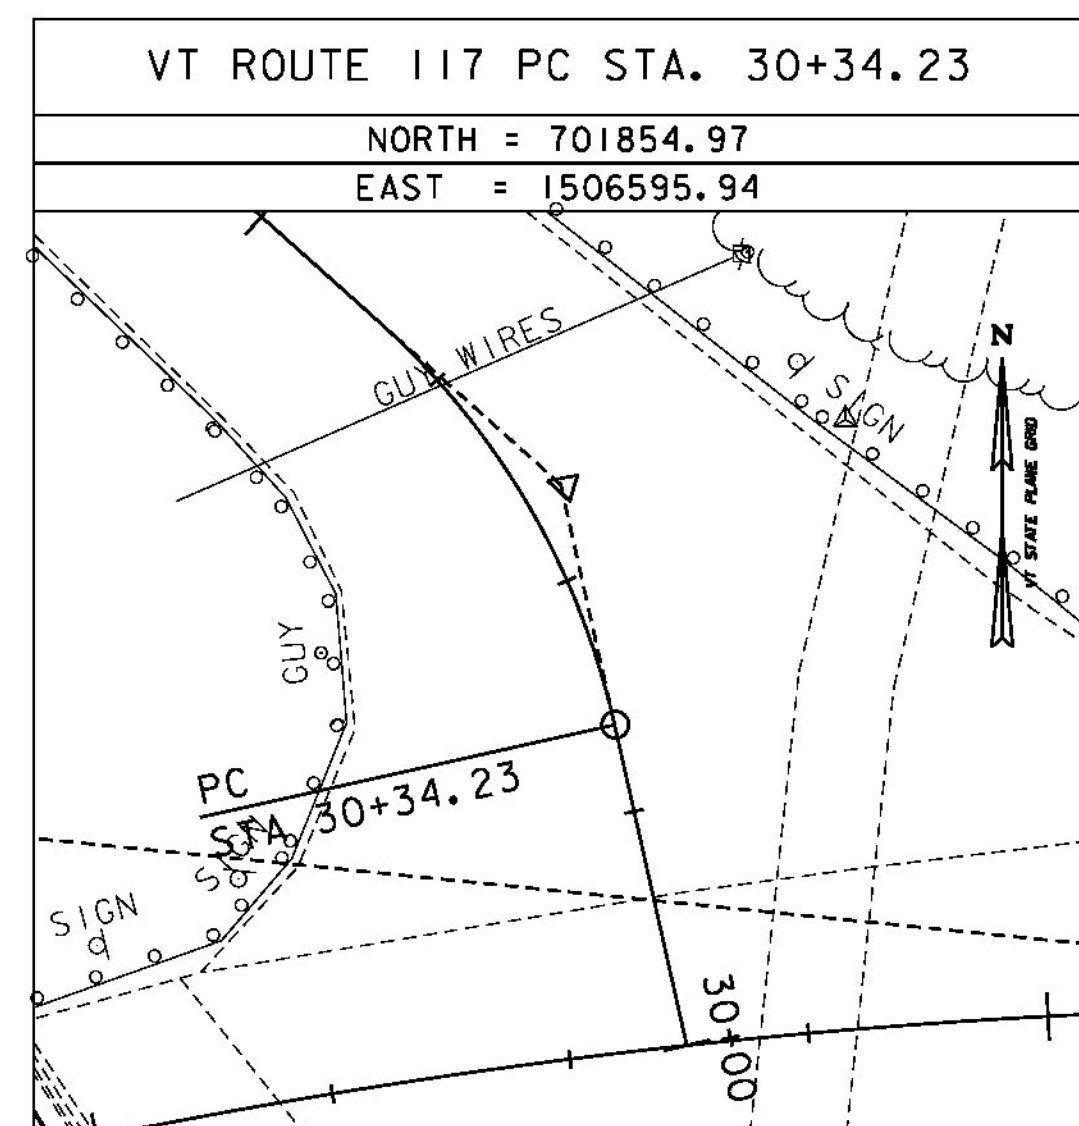 VT ROUTE 117 PC STA. 30+34.23
NORTH = 701854.97
EAST = 1506595.94
GUY WIRES
SIGN
N
VT STATE PLANE GRID
GUY
PC
STA 30+34.23
SIGN
SIGN
30+00